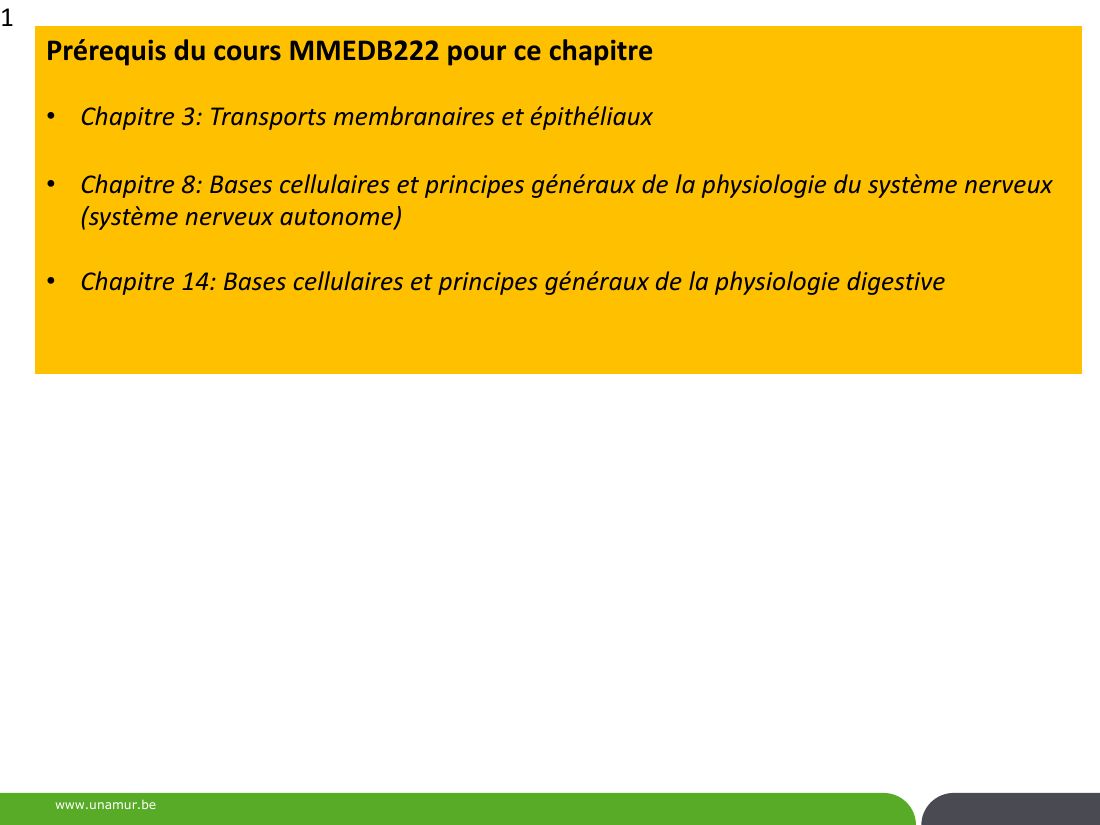 1
Prérequis du cours MMEDB222 pour ce chapitre
• Chapitre 3: Transports membranaires et épithéliaux
• Chapitre 8: Bases cellulaires et principes généraux de la physiologie du système nerveux
(système nerveux autonome)
• Chapitre 14: Bases cellulaires et principes généraux de la physiologie digestive
www.unamur.be